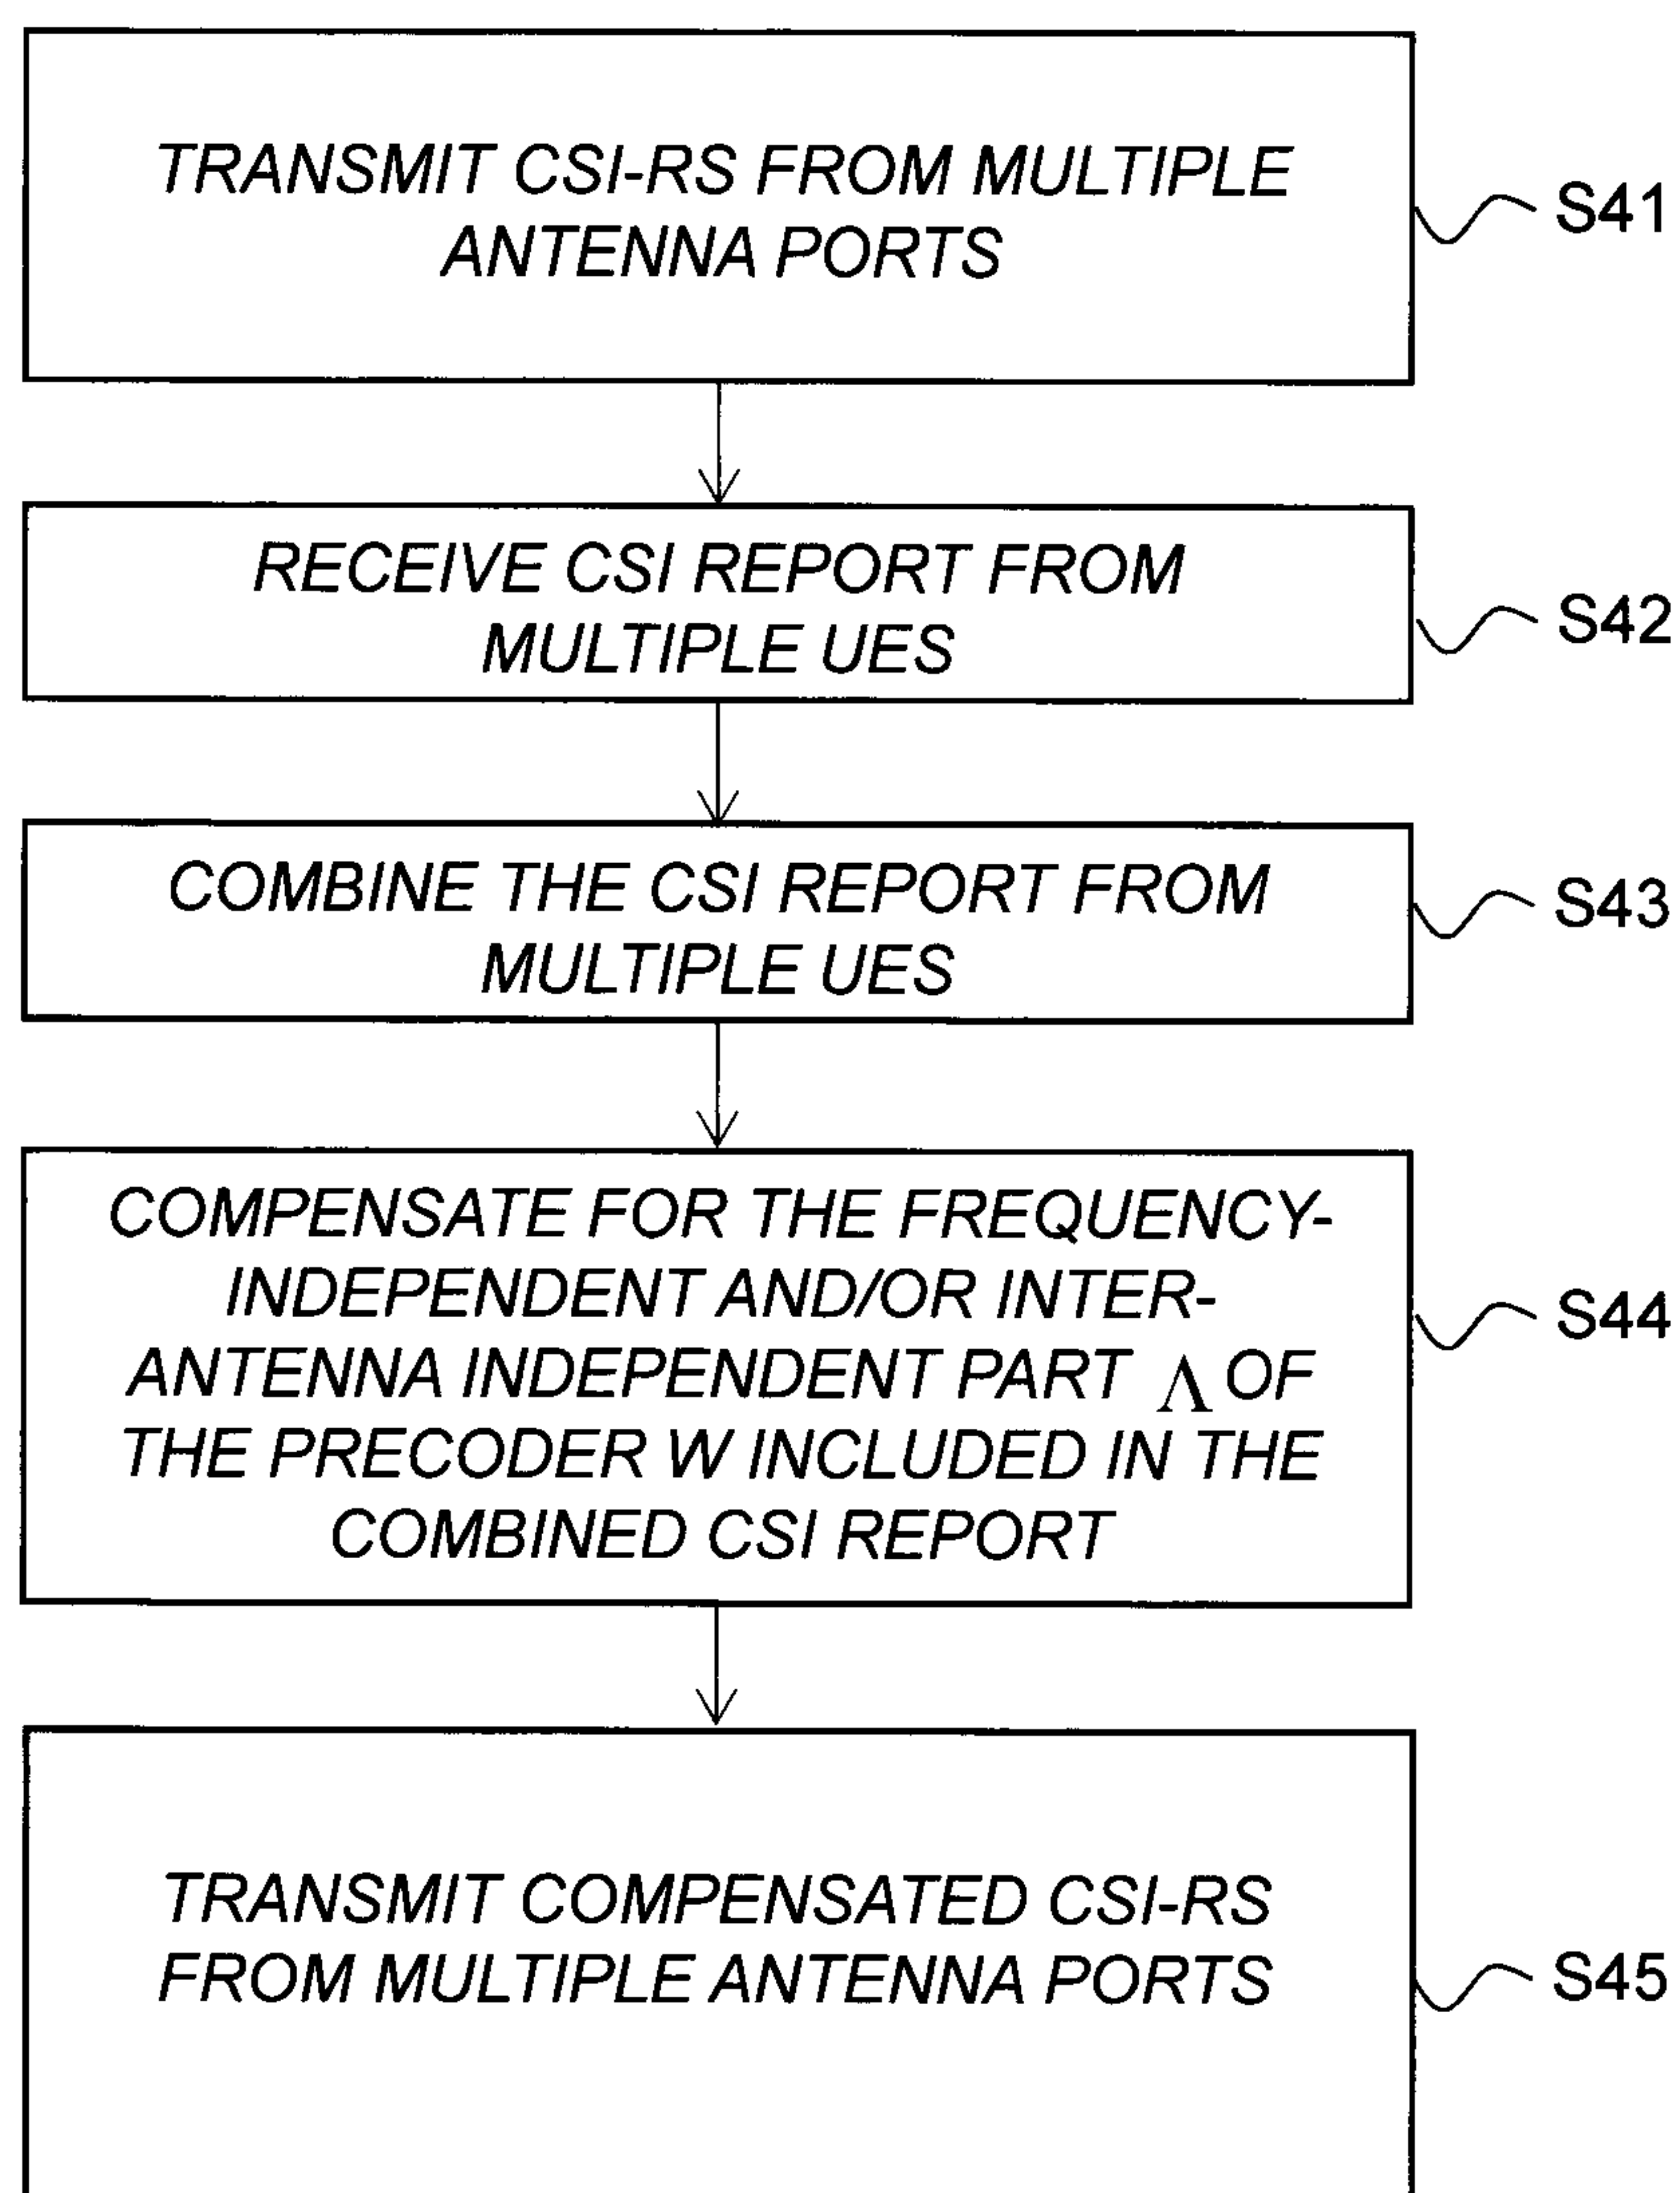 TRANSMIT CSI-RS FROM MULTIPLE
ANTENNA PORTS
S41
RECEIVE CSI REPORT FROM
MULTIPLE UES
S42
COMBINE THE CSI REPORT FROM
MULTIPLE UES
S43
COMPENSATE FOR THE FREQUENCY-
INDEPENDENT AND/OR INTER-
ANTENNA INDEPENDENT PART Λ OF
THE PRECODER W INCLUDED IN THE
COMBINED CSI REPORT
S44
TRANSMIT COMPENSATED CSI-RS
FROM MULTIPLE ANTENNA PORTS
S45